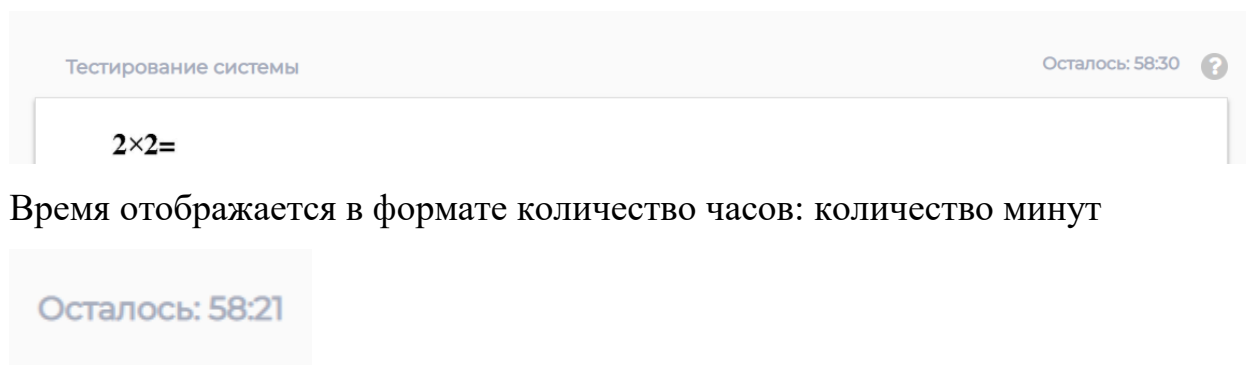 Тестирование системы
Осталось: 58:30
?
2×2=
Время отображается в формате количество часов: количество минут
Осталось: 58:21